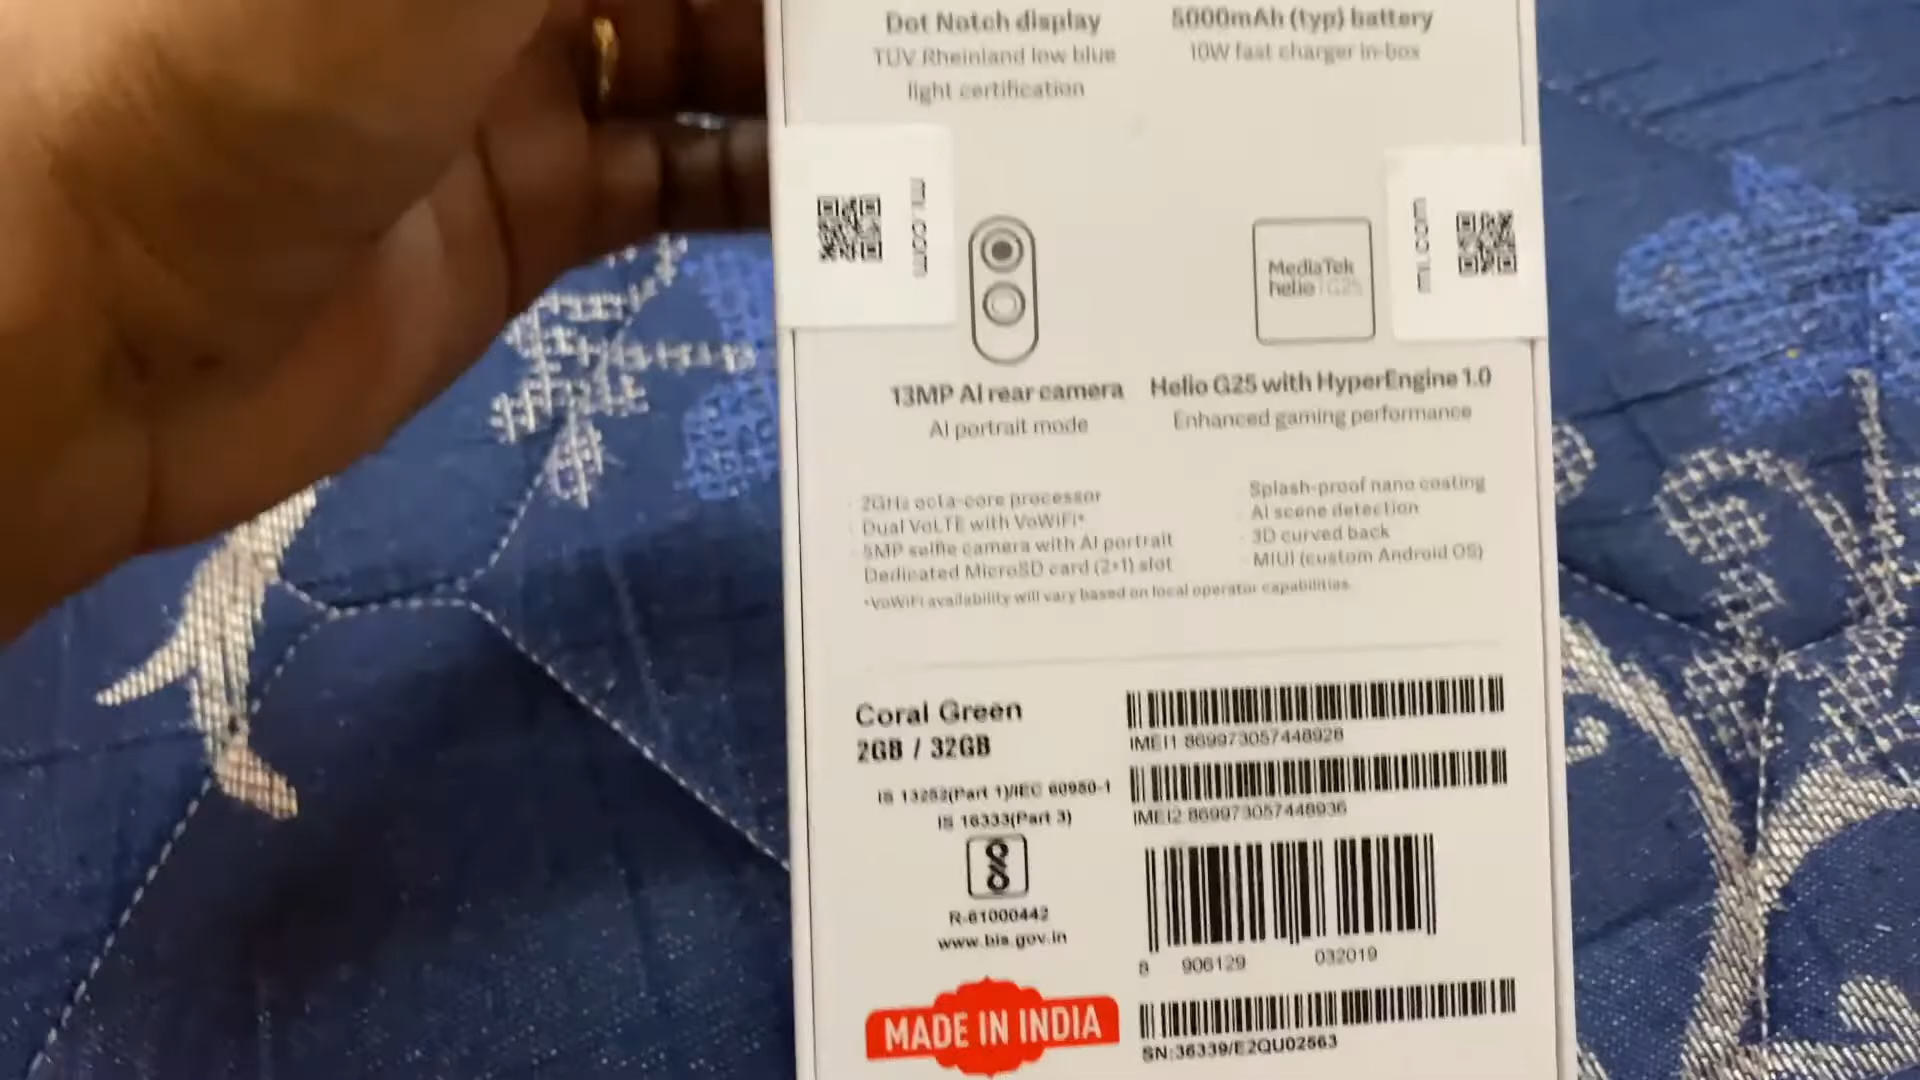 Dot Notch display
TÜV Rheinland low blue
light certification
5000mAh (typ) battery
10W fast charger in-box
mi.com
MediaTek
helio G25
mi.com
13MP AI rear camera
AI portrait mode
Helio G25 with HyperEngine 1.0
Enhanced gaming performance
· 2GHz octa-core processor
· Dual VoLTE with VoWiFi*
· 5MP selfie camera with AI portrait
· Dedicated MicroSD card (2+1) slot
· Splash-proof nano coating
· AI scene detection
· 3D curved back
· MIUI (custom Android OS)
*VoWiFi availability will vary based on local operator capabilities.
Coral Green
2GB / 32GB
IS 13252(Part 1)/IEC 60950-1
IS 16333(Part 3)
R-61000442
www.bis.gov.in
MADE IN INDIA
IMEI1 869973057448928
IMEI2 869973057448936
8 906129 032019
SN:36339/E2QU02563